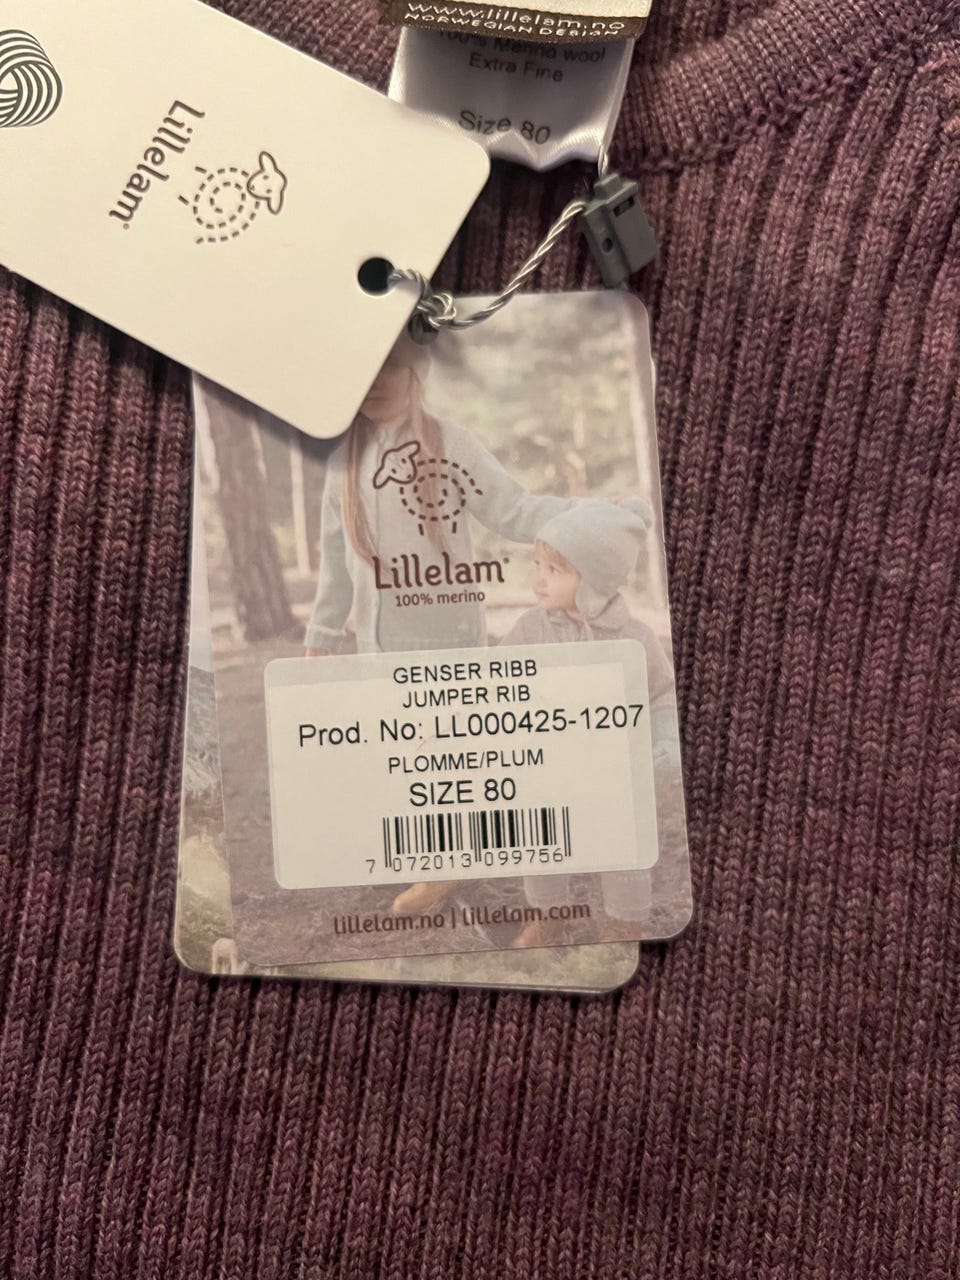 www.lillelam.no
NORWEGIAN DESIGN
100% Merino wool
Extra Fine
Size 80
Lillelam®
Lillelam®
100% merino
GENSER RIBB
JUMPER RIB
Prod. No: LL000425-1207
PLOMME/PLUM
SIZE 80
7 072013 099756
lillelam.no | lillelam.com